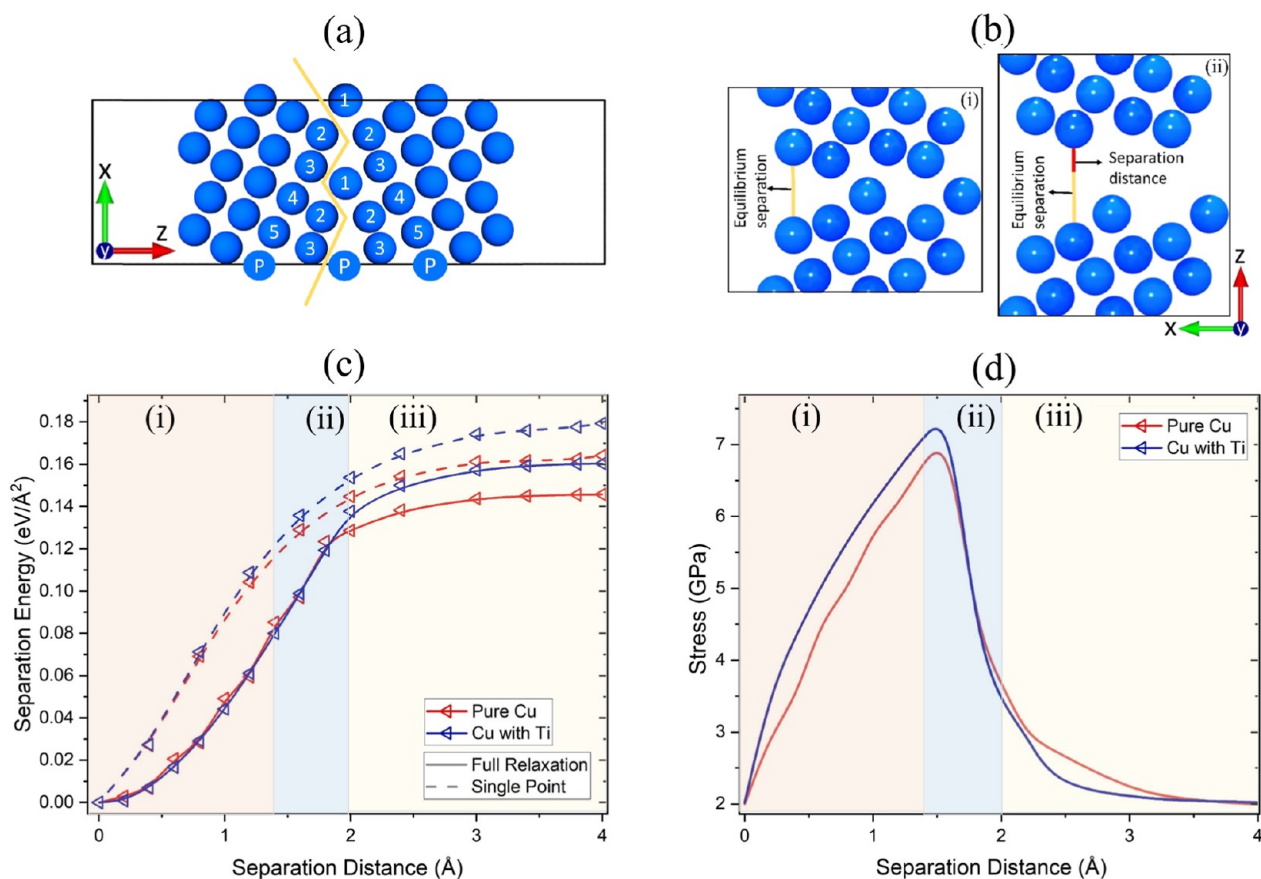 (a)
1
2 2
3 3
1
4 4
2 2
5 5
3 3
P P P
X
y Z
(b)
(i)
Equilibrium
separation
(ii)
Separation
distance
Equilibrium
separation
Z
X y
(c)
(i) (ii) (iii)
Separation Energy (eV/Å²)
0.18
0.16
0.14
0.12
0.10
0.08
0.06
0.04
0.02
0.00
Pure Cu
Cu with Ti
Full Relaxation
Single Point
0 1 2 3 4
Separation Distance (Å)
(d)
(i) (ii) (iii)
Pure Cu
Cu with Ti
Stress (GPa)
7
6
5
4
3
2
0 1 2 3 4
Separation Distance (Å)